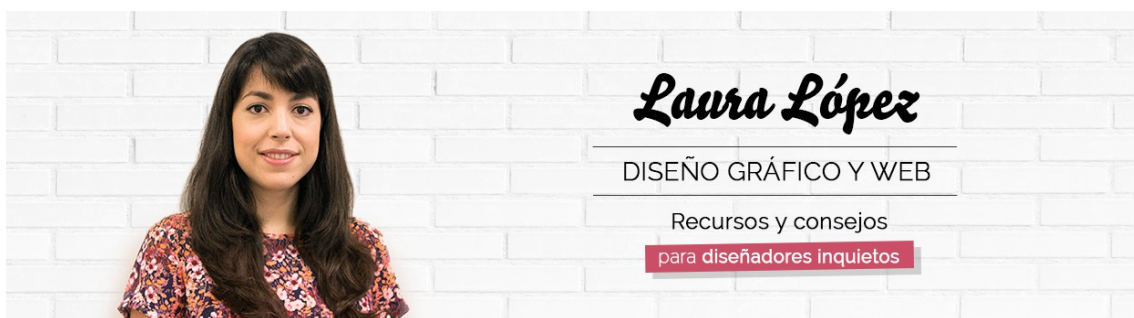 Laura López
DISEÑO GRÁFICO Y WEB
Recursos y consejos
para diseñadores inquietos